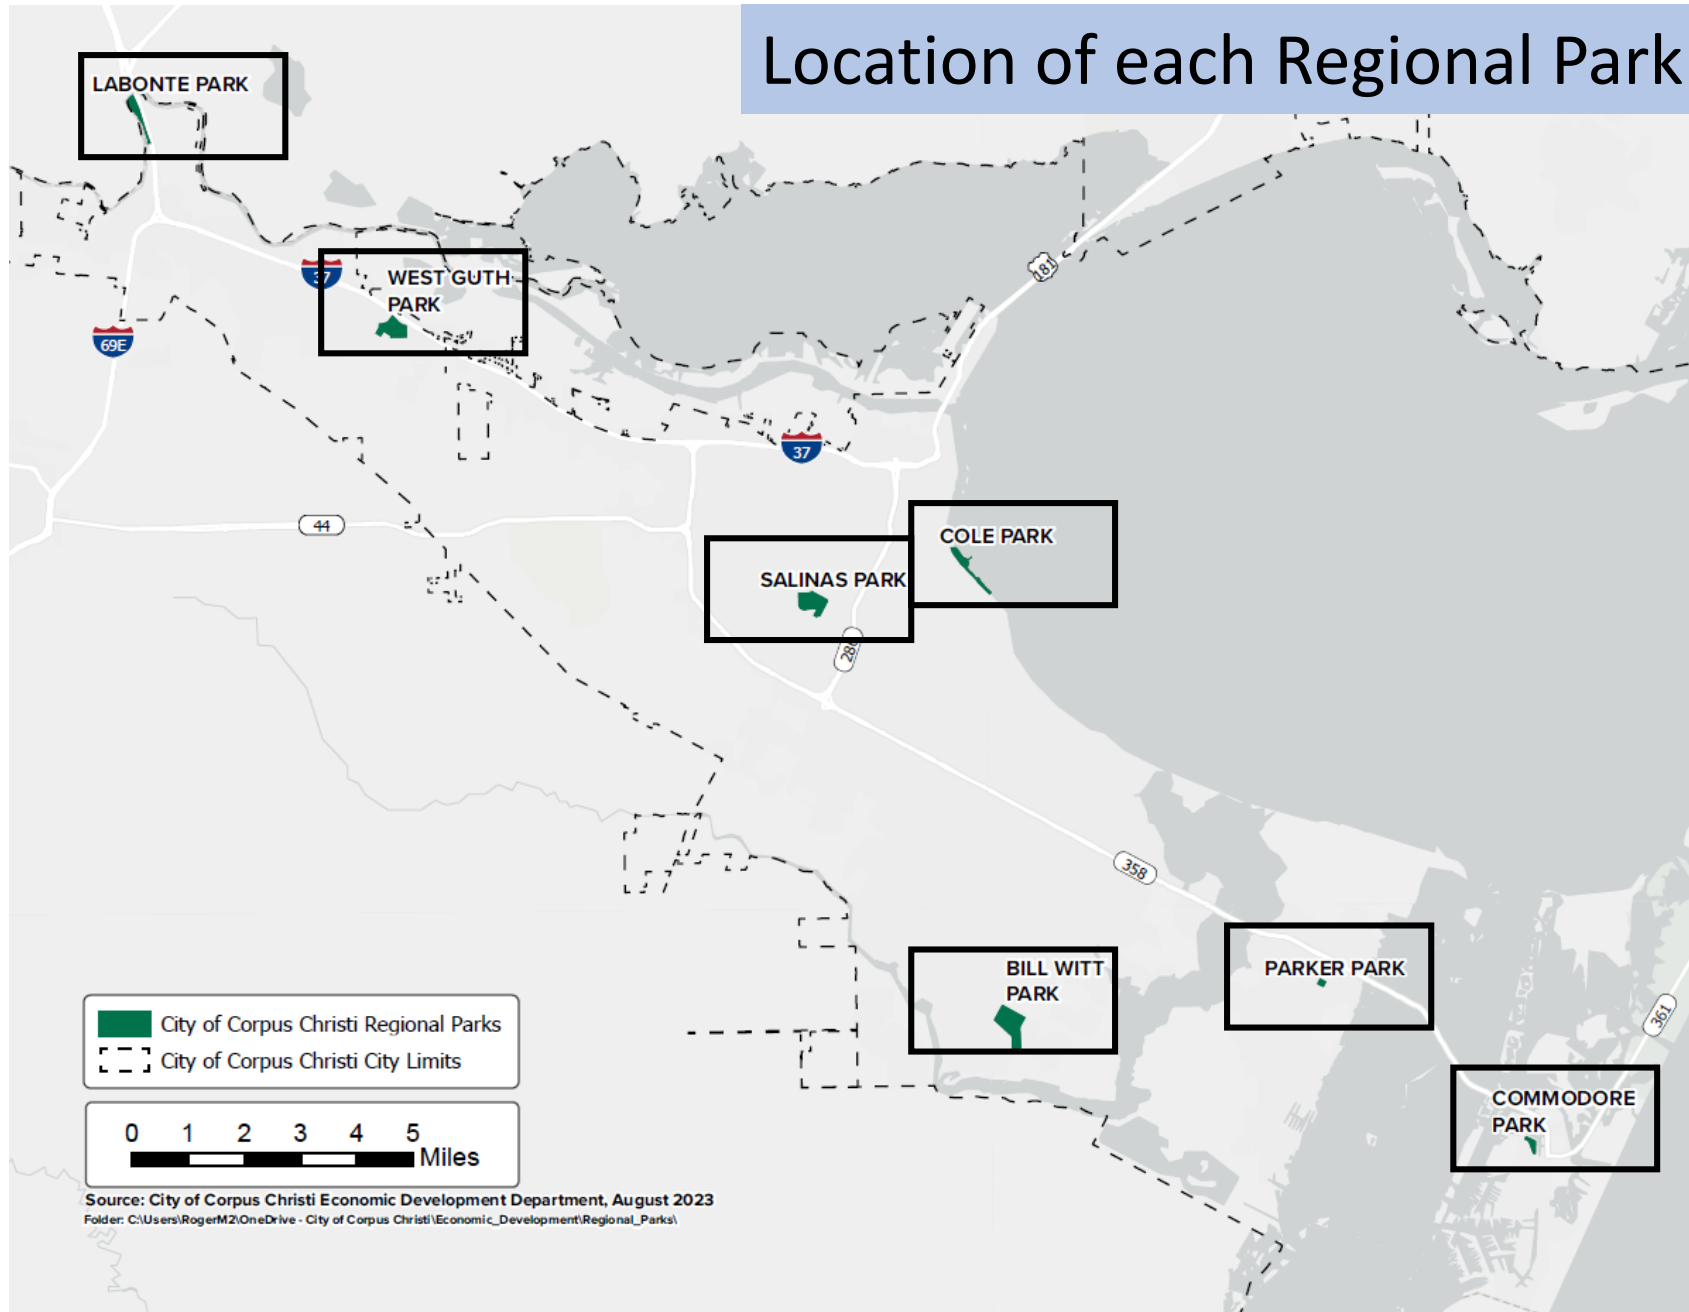 Location of each Regional Park
LABONTE PARK
181
WEST GUTH
PARK
37
69E
37
44
COLE PARK
SALINAS PARK
286
358
BILL WITT
PARK
PARKER PARK
361
COMMODORE
PARK
City of Corpus Christi Regional Parks
City of Corpus Christi City Limits
0 1 2 3 4 5
Miles
Source: City of Corpus Christi Economic Development Department, August 2023
Folder: C:\Users\RogerM2\OneDrive - City of Corpus Christi\Economic_Development\Regional_Parks\